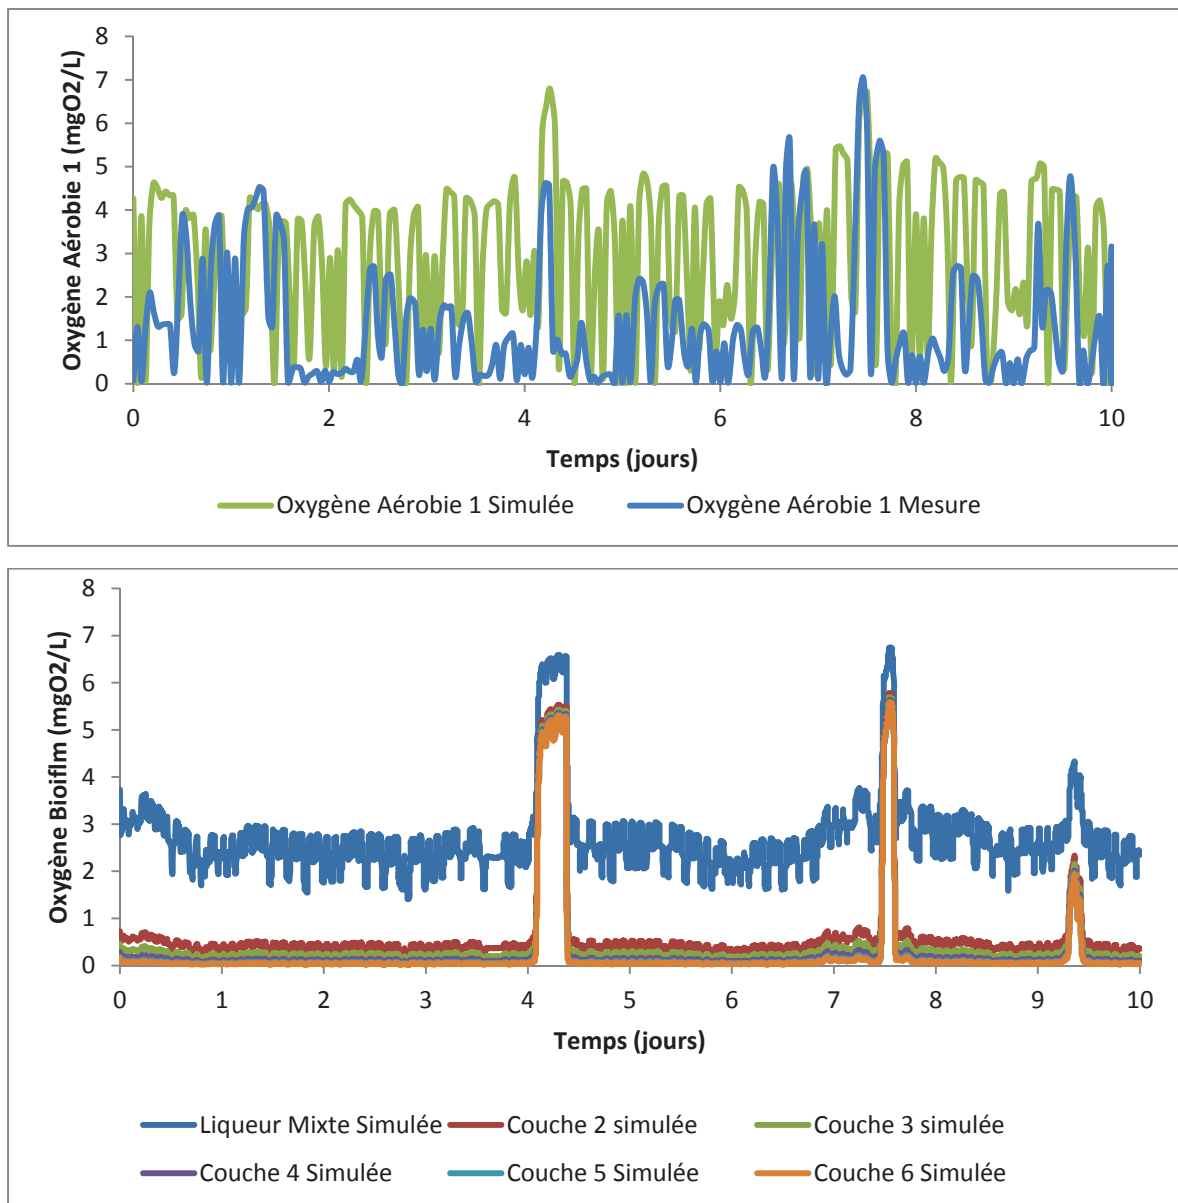 8
7
6
5
4
3
2
1
0
Oxygène Aérobie 1 (mgO2/L)
0 2 4 6 8 10
Temps (jours)
Oxygène Aérobie 1 Simulée Oxygène Aérobie 1 Mesure
8
7
6
5
4
3
2
1
0
Oxygène Bioiflm (mgO2/L)
0 1 2 3 4 5 6 7 8 9 10
Temps (jours)
Liqueur Mixte Simulée Couche 2 simulée Couche 3 simulée
Couche 4 Simulée Couche 5 Simulée Couche 6 Simulée